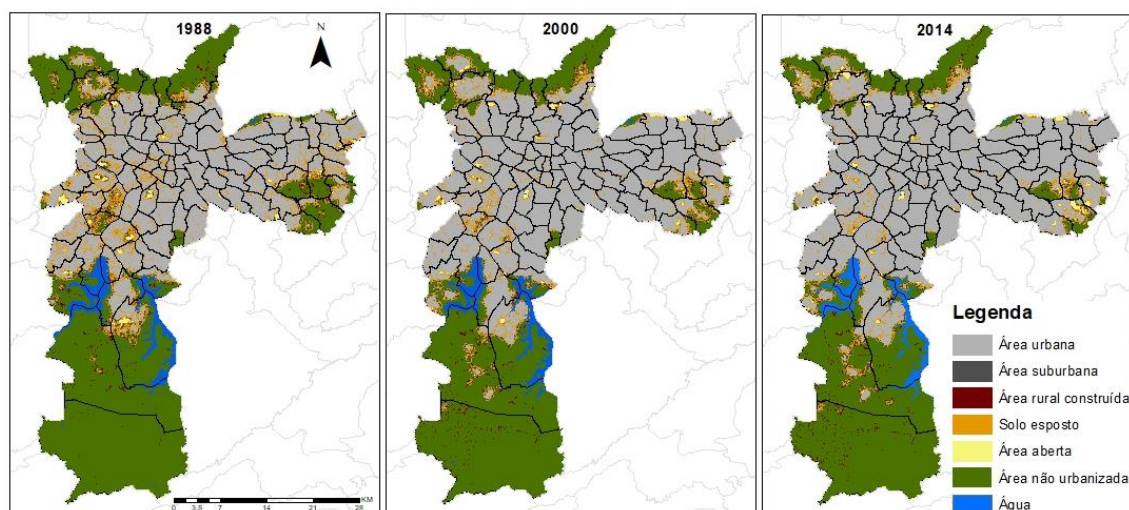 1988
N
2000
2014
Legenda
Área urbana
Área suburbana
Área rural construída
Solo esposto
Área aberta
Área não urbanizada
Água
KM
0 3,5 7 14 21 28